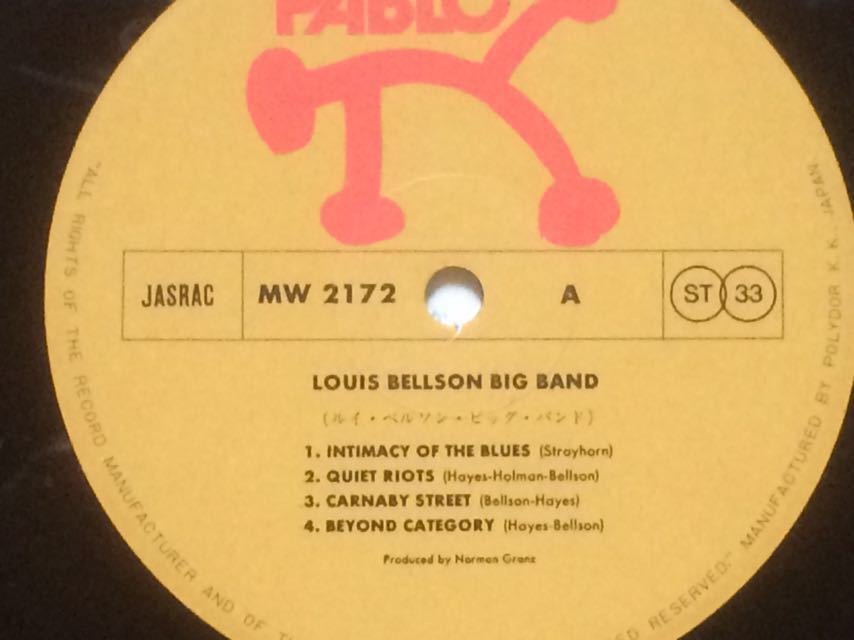 PABLO
JASRAC MW 2172 A ST 33
LOUIS BELLSON BIG BAND
(ルイ・ベルソン・ビッグ・バンド)
1. INTIMACY OF THE BLUES (Strayhorn)
2. QUIET RIOTS (Hayes-Holman-Bellson)
3. CARNABY STREET (Bellson-Hayes)
4. BEYOND CATEGORY (Hayes-Bellson)
Produced by Norman Granz
"ALL RIGHTS OF THE RECORD MANUFACTURER AND OF
RESERVED." MANUFACTURED BY POLYDOR K.K., JAPAN